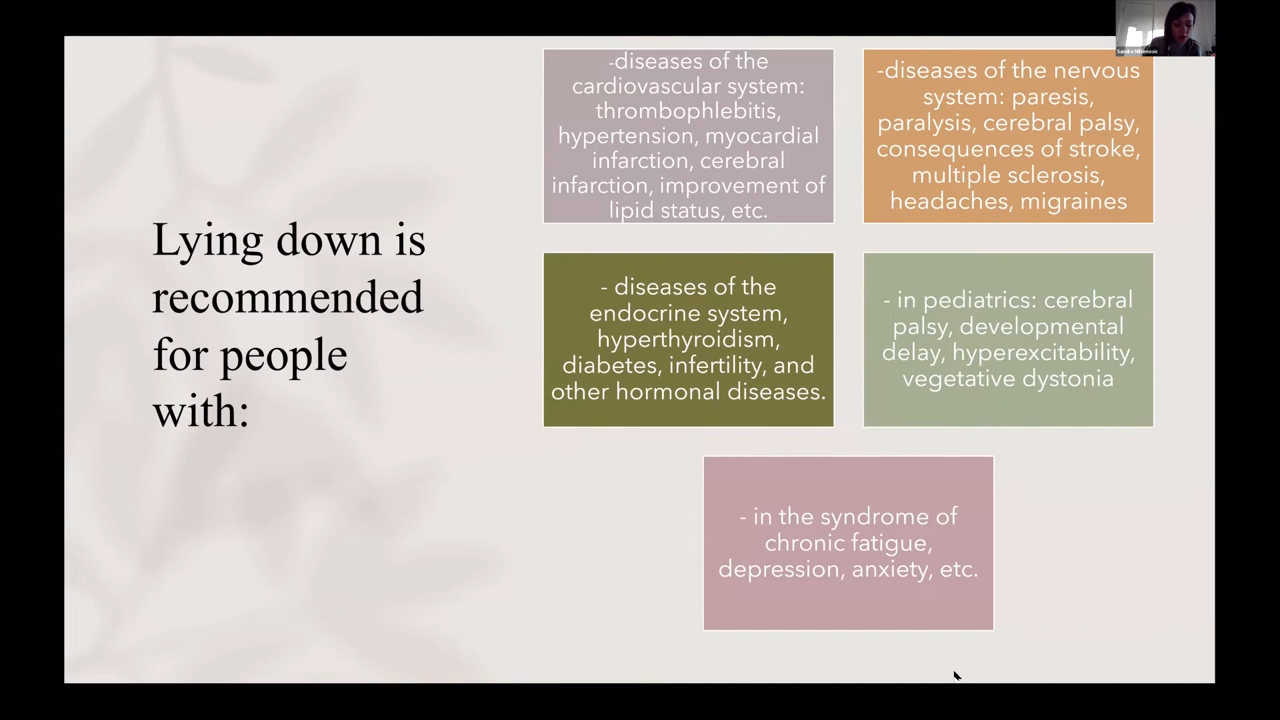 Lying down is
recommended
for people
with:
-diseases of the
cardiovascular system:
thrombophlebitis,
hypertension, myocardial
infarction, cerebral
infarction, improvement of
lipid status, etc.
-diseases of the nervous
system: paresis,
paralysis, cerebral palsy,
consequences of stroke,
multiple sclerosis,
headaches, migraines
- diseases of the
endocrine system,
hyperthyroidism,
diabetes, infertility, and
other hormonal diseases.
- in pediatrics: cerebral
palsy, developmental
delay, hyperexcitability,
vegetative dystonia
- in the syndrome of
chronic fatigue,
depression, anxiety, etc.